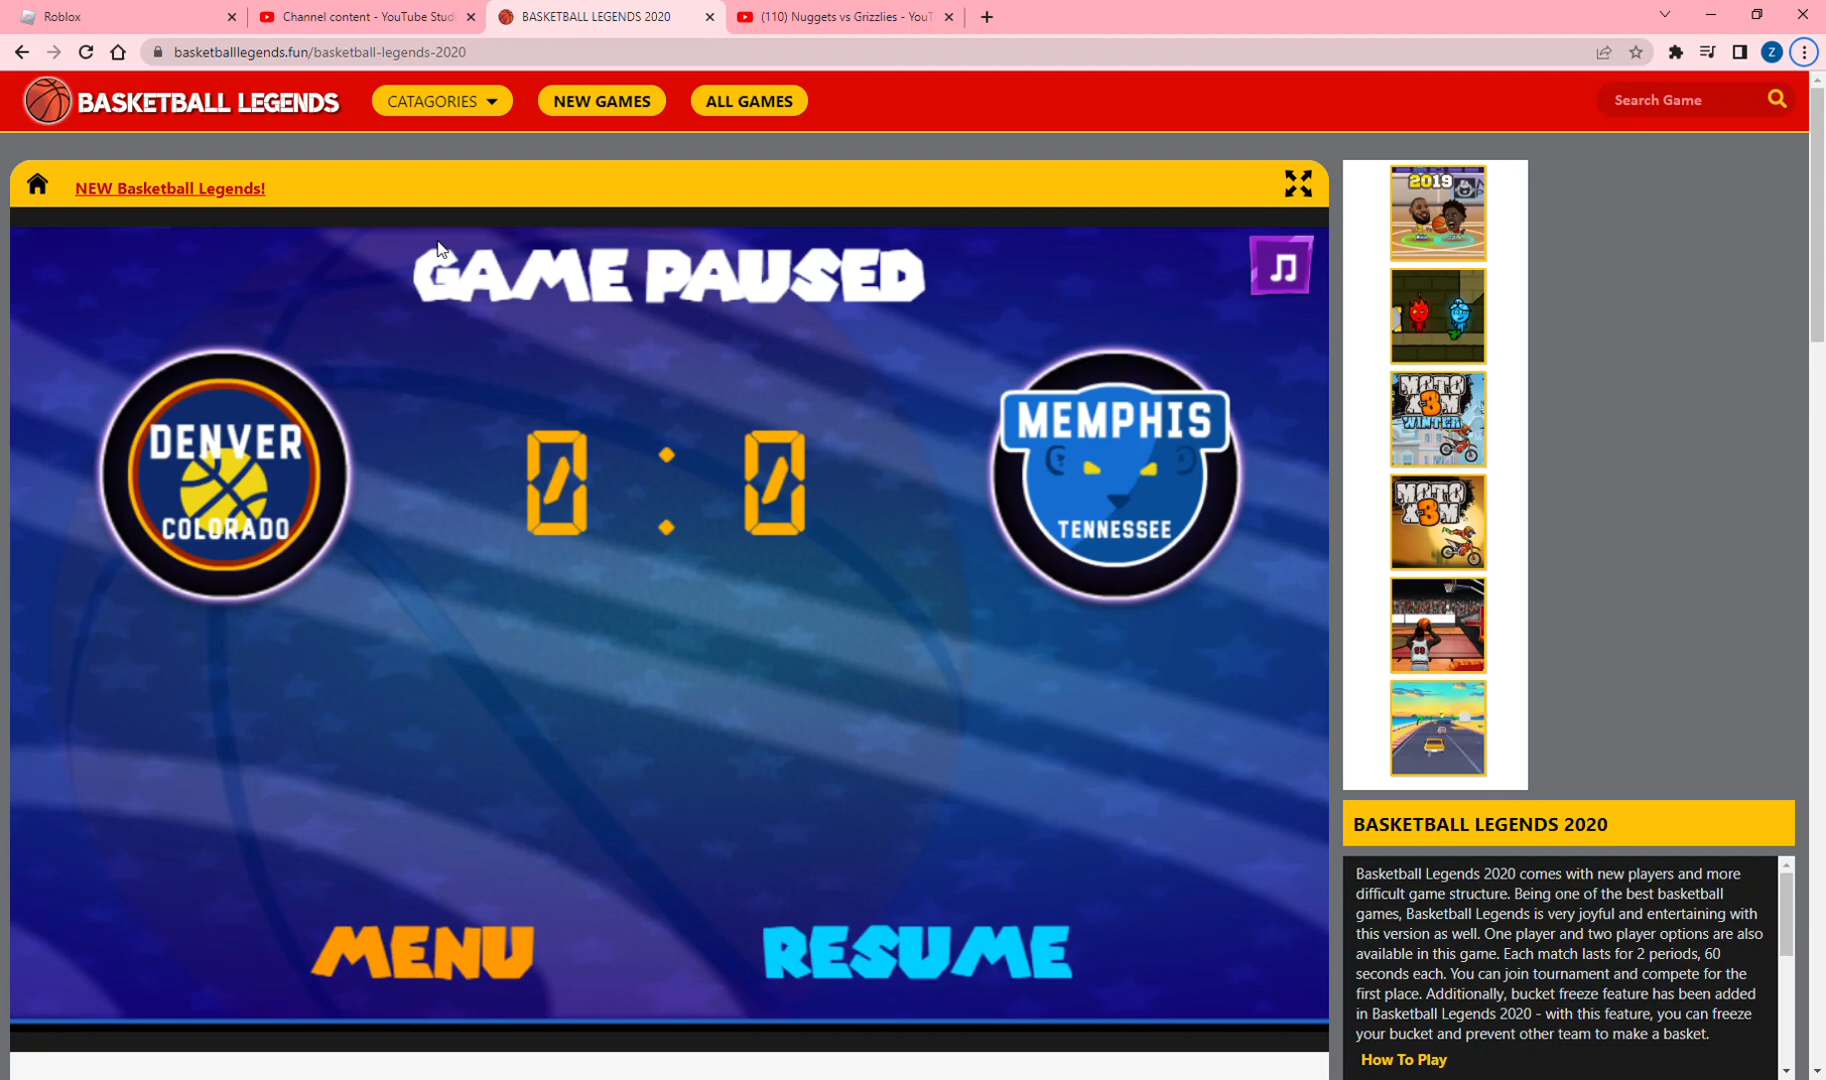 Roblox
Channel content - YouTube Studi
BASKETBALL LEGENDS 2020
(110) Nuggets vs Grizzlies - YouT
basketballlegends.fun/basketball-legends-2020
Z
BASKETBALL LEGENDS
CATAGORIES
NEW GAMES
ALL GAMES
Search Game
NEW Basketball Legends!
GAME PAUSED
DENVER
COLORADO
0 : 0
MEMPHIS
TENNESSEE
MENU
RESUME
2019
MOTO
X3M
WINTER
MOTO
X3M
BASKETBALL LEGENDS 2020
Basketball Legends 2020 comes with new players and more
difficult game structure. Being one of the best basketball
games, Basketball Legends is very joyful and entertaining with
this version as well. One player and two player options are also
available in this game. Each match lasts for 2 periods, 60
seconds each. You can join tournament and compete for the
first place. Additionally, bucket freeze feature has been added
in Basketball Legends 2020 - with this feature, you can freeze
your bucket and prevent other team to make a basket.
How To Play